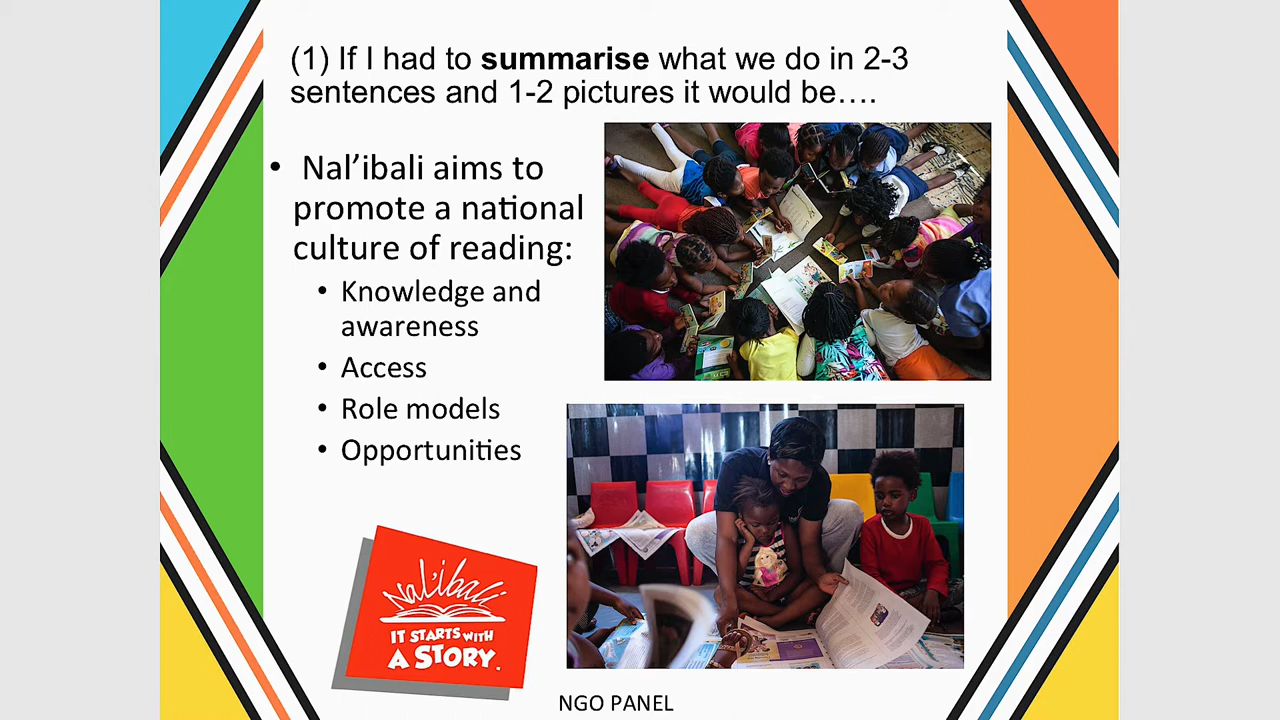 (1) If I had to summarise what we do in 2-3
sentences and 1-2 pictures it would be….
• Nal’ibali aims to
promote a national
culture of reading:
• Knowledge and
awareness
• Access
• Role models
• Opportunities
Nal’ibali
IT STARTS WITH
A STORY.
NGO PANEL